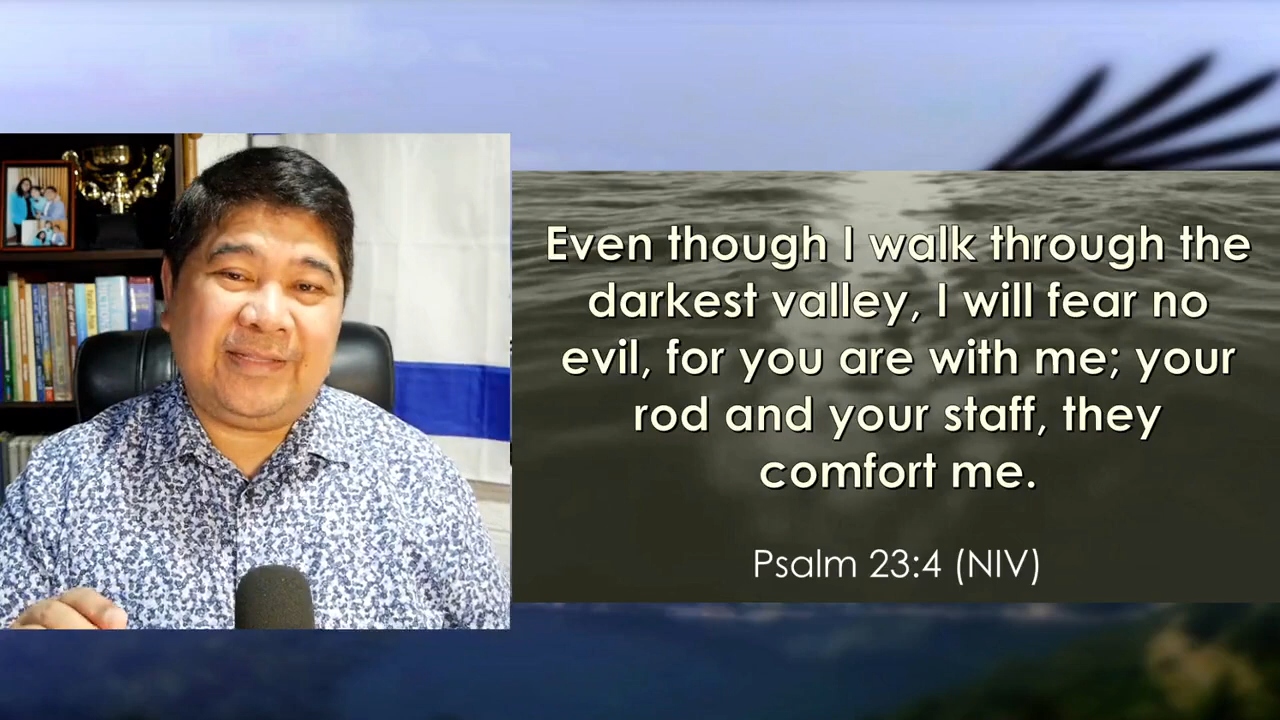 Even though I walk through the
darkest valley, I will fear no
evil, for you are with me; your
rod and your staff, they
comfort me.
Psalm 23:4 (NIV)